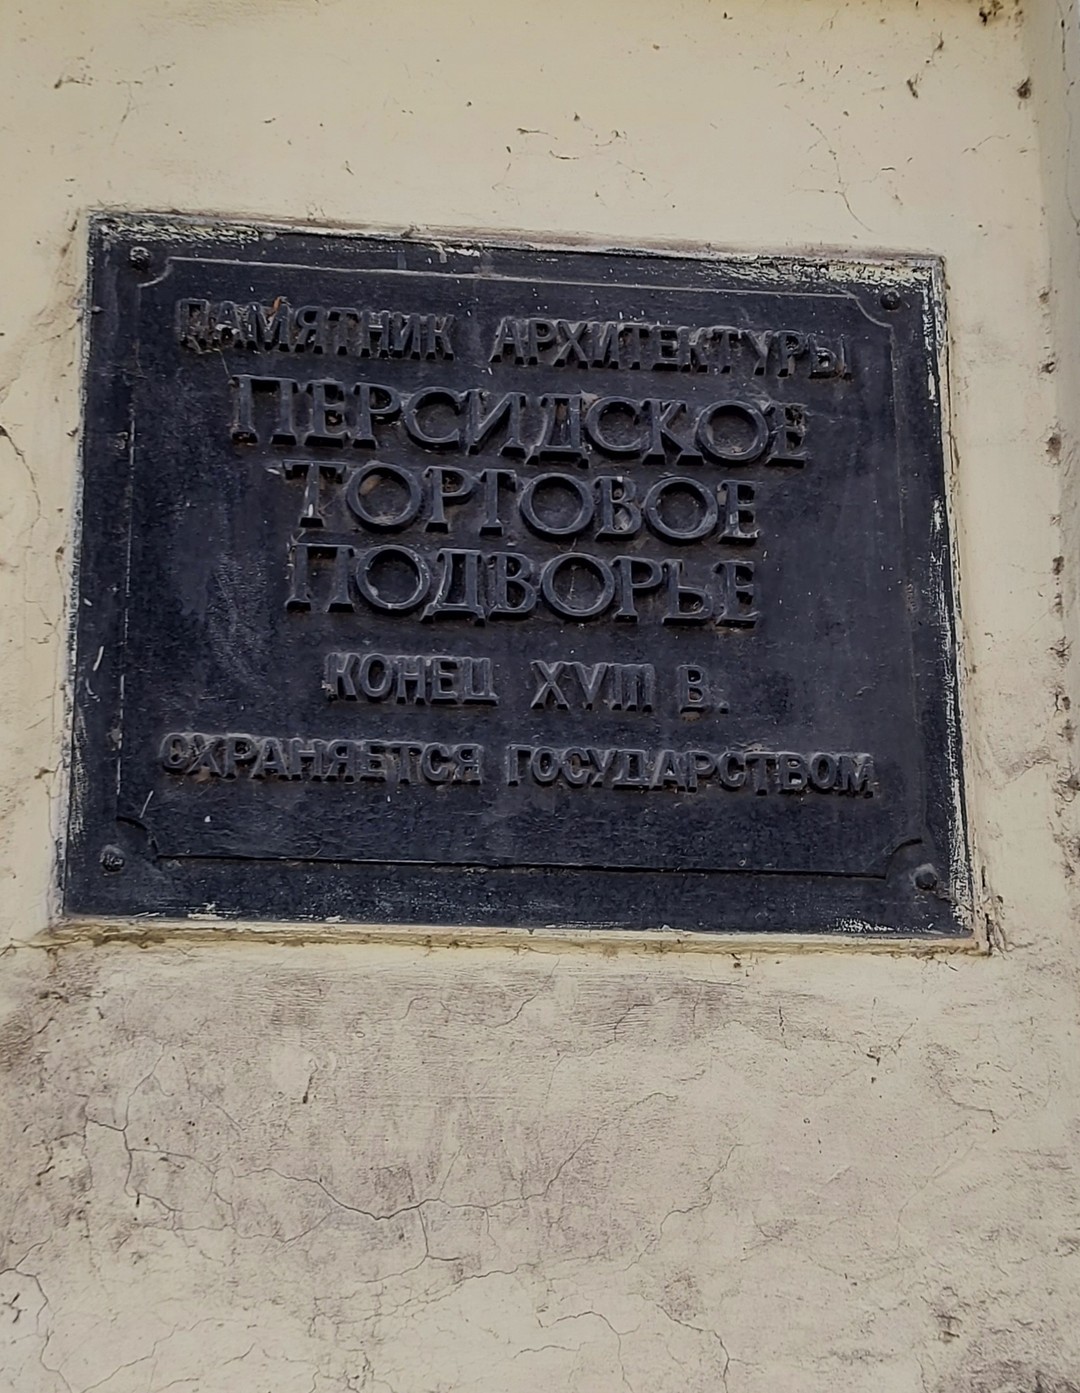 ПАМЯТНИК АРХИТЕКТУРЫ
ПЕРСИДСКОЕ
ТОРГОВОЕ
ПОДВОРЬЕ
КОНЕЦ XVIII В.
ОХРАНЯЕТСЯ ГОСУДАРСТВОМ